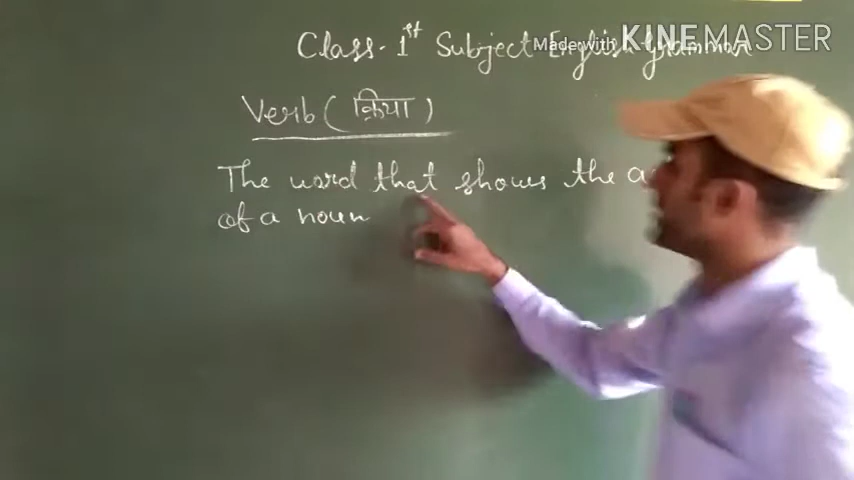 Class-1st Subject-English Grammar
Made with KINEMASTER
Verb (क्रिया)
The word that shows the
of a noun